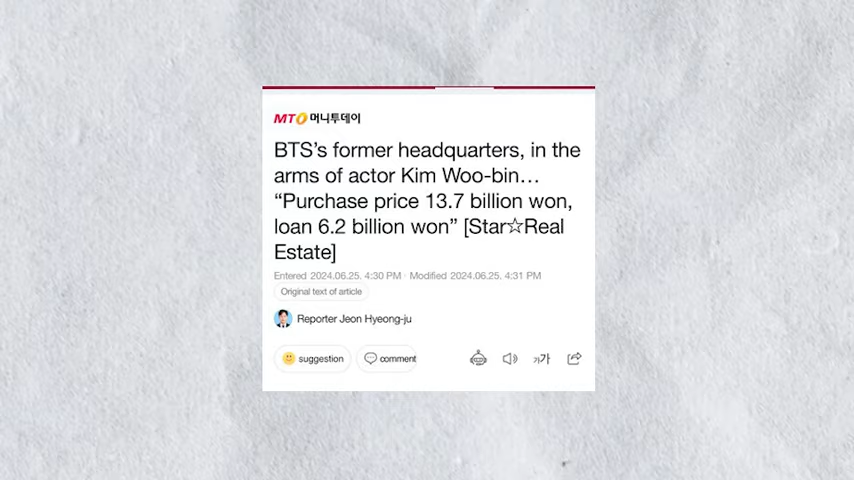 MTO 머니투데이
BTS's former headquarters, in the
arms of actor Kim Woo-bin...
“Purchase price 13.7 billion won,
loan 6.2 billion won” [Star☆Real
Estate]
Entered 2024.06.25. 4:30 PM · Modified 2024.06.25. 4:31 PM
Original text of article
Reporter Jeon Hyeong-ju
suggestion comment 가가